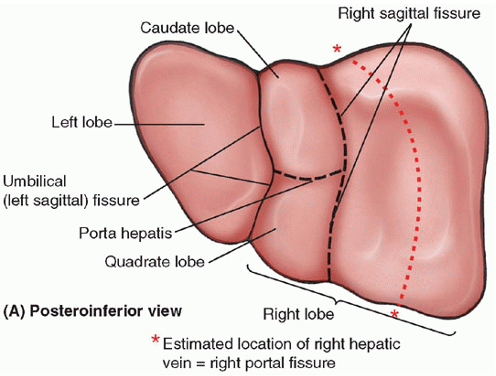 Right sagittal fissure
Caudate lobe
*
Left lobe
Umbilical
(left sagittal) fissure
Porta hepatis
Quadrate lobe
(A) Posteroinferior view
Right lobe
*
* Estimated location of right hepatic
vein = right portal fissure